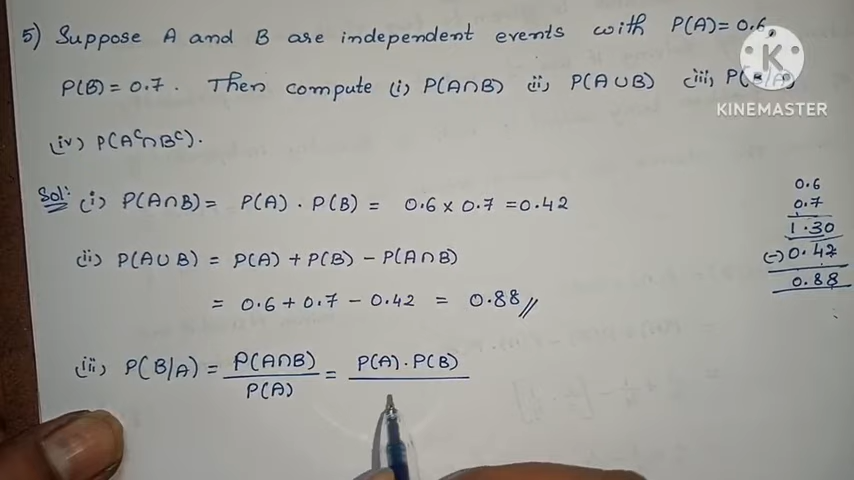 5) Suppose A and B are independent events with P(A) = 0.6,
P(B) = 0.7. Then compute (i) P(A∩B) (ii) P(A∪B) (iii) P(B/A)
(iv) P(Aᶜ∩Bᶜ).
Sol: (i) P(A∩B) = P(A) . P(B) = 0.6 x 0.7 = 0.42
(ii) P(A∪B) = P(A) + P(B) - P(A∩B)
= 0.6 + 0.7 - 0.42 = 0.88//
(iii) P(B/A) = P(A∩B) / P(A) = P(A) . P(B)
0.6
0.7
1.30
(-) 0.42
0.88
K
KINEMASTER